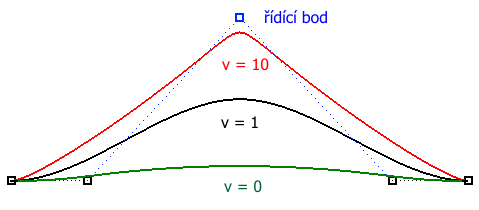 řídící bod
v = 10
v = 1
v = 0